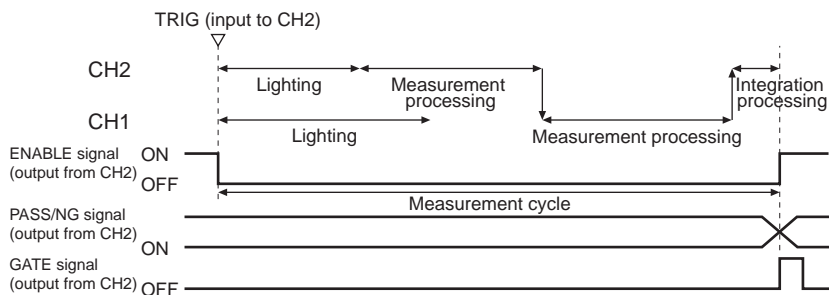 TRIG (input to CH2)
CH2
Lighting
Measurement
processing
Integration
processing
CH1
Lighting
Measurement processing
ENABLE signal
(output from CH2)
ON
OFF
Measurement cycle
PASS/NG signal
(output from CH2)
ON
GATE signal
(output from CH2)
OFF